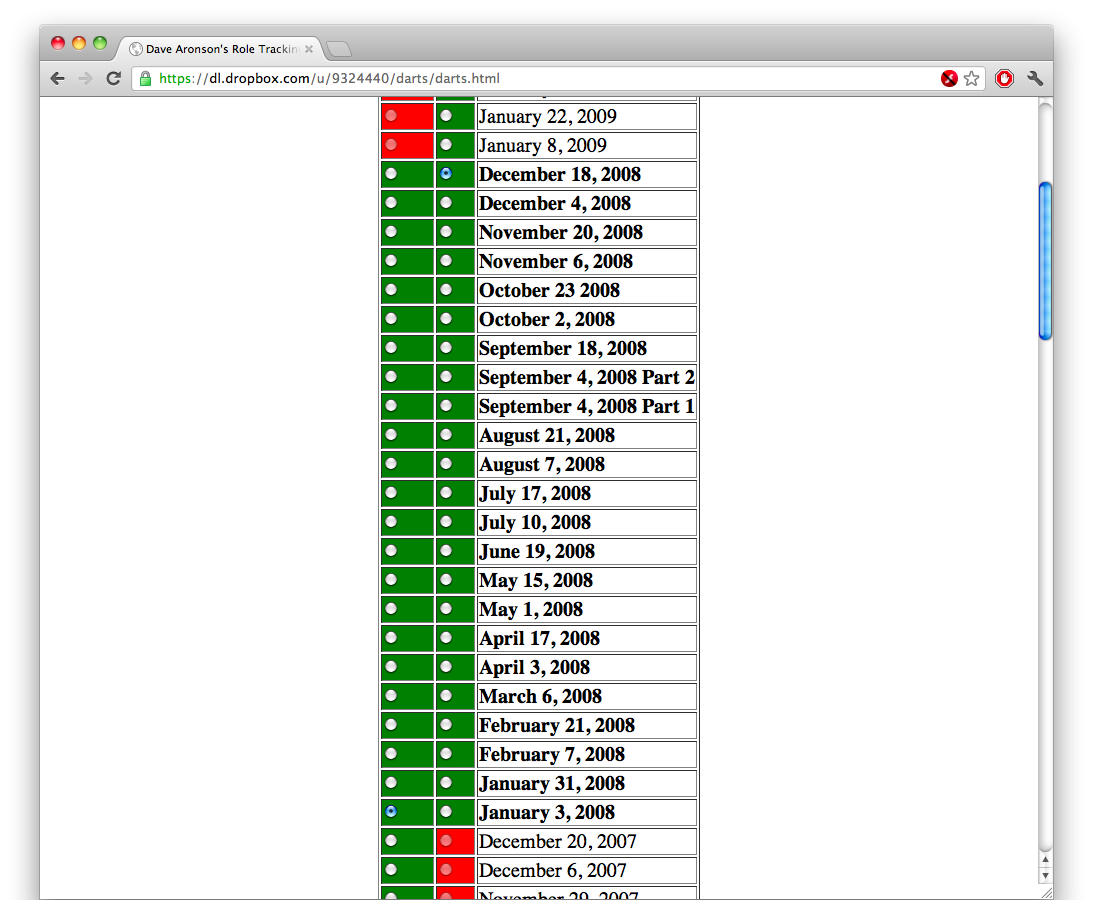 Dave Aronson's Role Trackin
https://dl.dropbox.com/u/9324440/darts/darts.html
January 22, 2009
January 8, 2009
December 18, 2008
December 4, 2008
November 20, 2008
November 6, 2008
October 23 2008
October 2, 2008
September 18, 2008
September 4, 2008 Part 2
September 4, 2008 Part 1
August 21, 2008
August 7, 2008
July 17, 2008
July 10, 2008
June 19, 2008
May 15, 2008
May 1, 2008
April 17, 2008
April 3, 2008
March 6, 2008
February 21, 2008
February 7, 2008
January 31, 2008
January 3, 2008
December 20, 2007
December 6, 2007
November 29, 2007